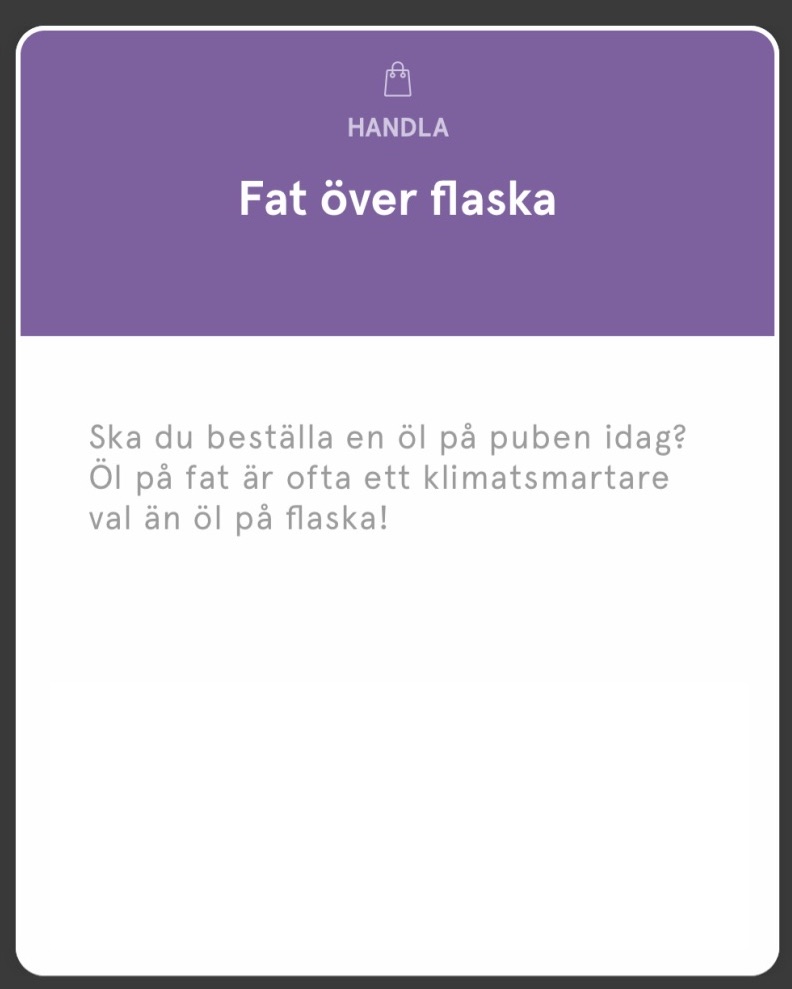 HANDLA
Fat över flaska
Ska du beställa en öl på puben idag?
Öl på fat är ofta ett klimatsmartare
val än öl på flaska!